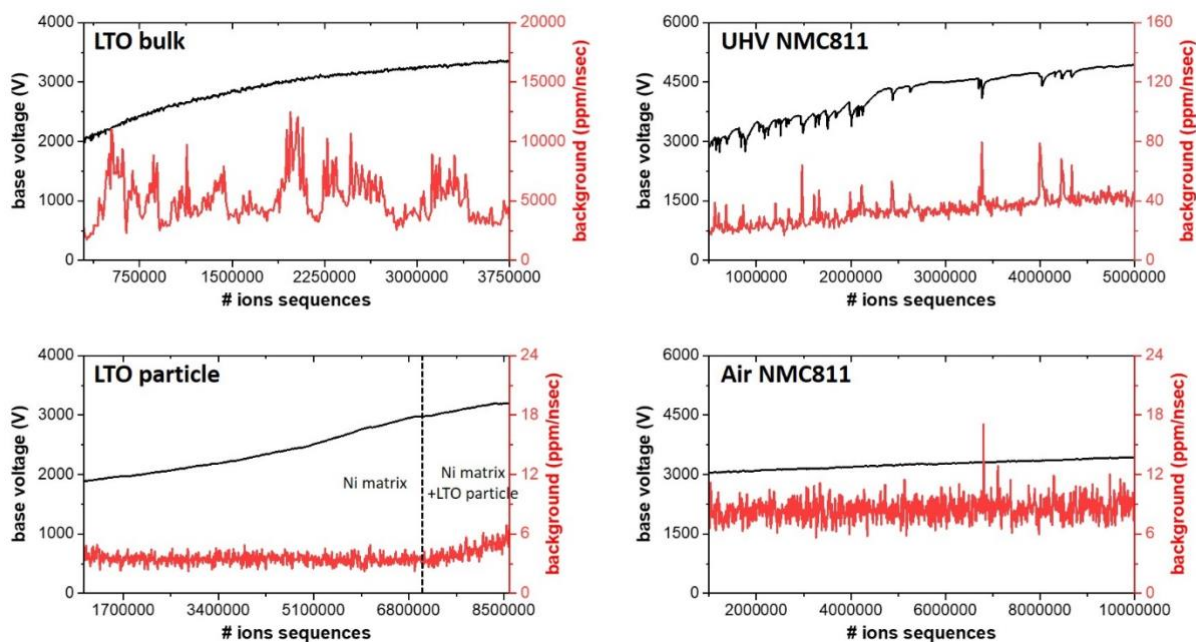 LTO bulk
base voltage (V)
4000
3000
2000
1000
0
20000
15000
10000
5000
0
background (ppm/nsec)
750000 1500000 2250000 3000000 3750000
# ions sequences
UHV NMC811
base voltage (V)
6000
4500
3000
1500
0
160
120
80
40
0
background (ppm/nsec)
1000000 2000000 3000000 4000000 5000000
# ions sequences
LTO particle
base voltage (V)
4000
3000
2000
1000
0
Ni matrix
Ni matrix
+LTO particle
24
18
12
6
0
background (ppm/nsec)
1700000 3400000 5100000 6800000 8500000
# ions sequences
Air NMC811
base voltage (V)
6000
4500
3000
1500
0
24
18
12
6
0
background (ppm/nsec)
2000000 4000000 6000000 8000000 10000000
# ions sequences